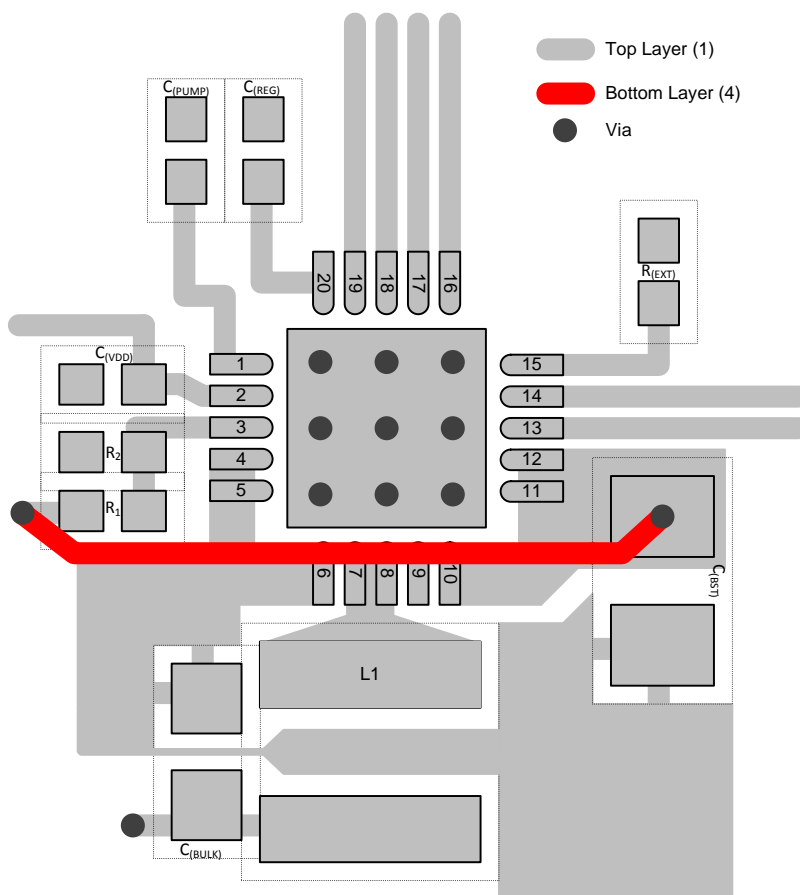 Top Layer (1)
Bottom Layer (4)
Via
C(PUMP)
C(REG)
R(EXT)
20
19
18
17
16
C(VDD)
1
2
3
4
5
15
14
13
12
11
R2
R1
6
7
8
9
10
C(BST)
L1
C(BULK)